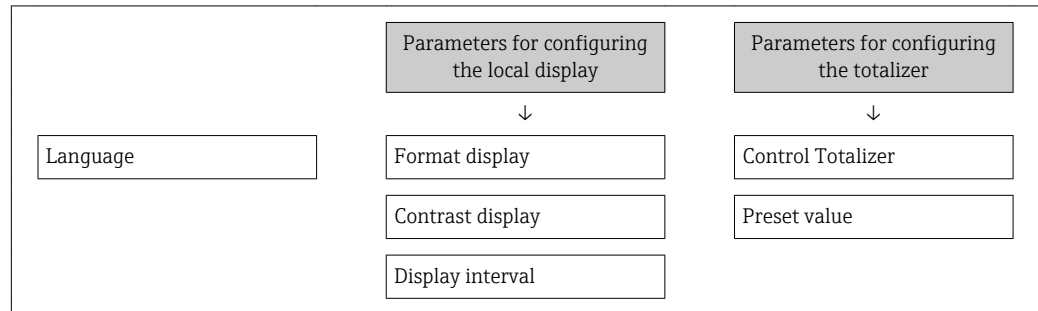 Parameters for configuring
the local display
Parameters for configuring
the totalizer
↓
↓
Language
Format display
Control Totalizer
Contrast display
Preset value
Display interval